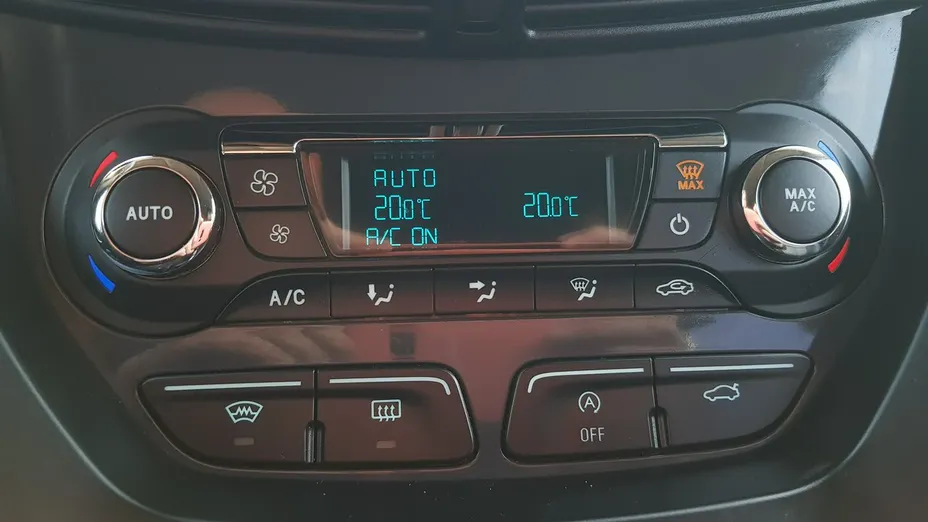 AUTO
AUTO
20.0°C
20.0°C
A/C ON
MAX
MAX
A/C
A/C
A
OFF